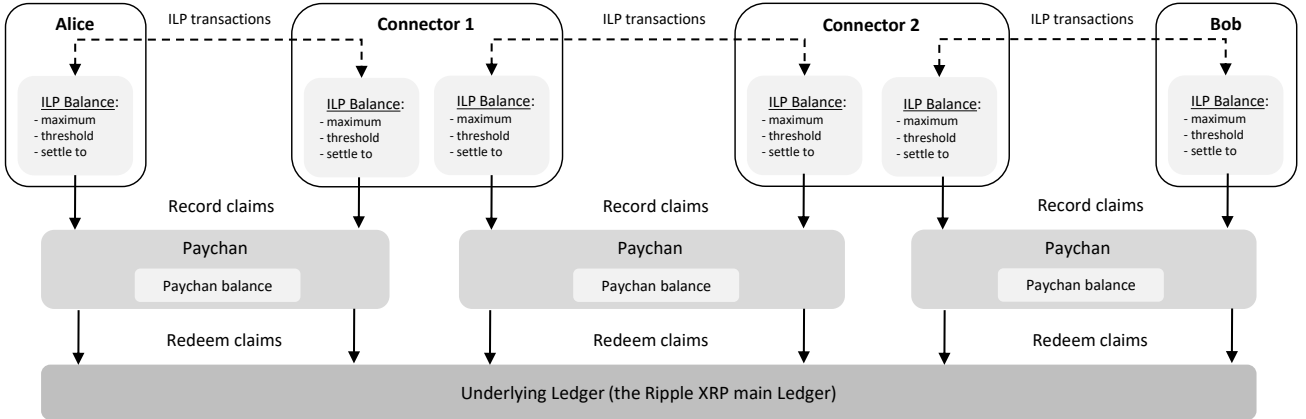 Alice
ILP transactions
Connector 1
ILP transactions
Connector 2
ILP transactions
Bob
ILP Balance:
- maximum
- threshold
- settle to
ILP Balance:
- maximum
- threshold
- settle to
ILP Balance:
- maximum
- threshold
- settle to
ILP Balance:
- maximum
- threshold
- settle to
ILP Balance:
- maximum
- threshold
- settle to
ILP Balance:
- maximum
- threshold
- settle to
Record claims
Record claims
Record claims
Paychan
Paychan balance
Paychan
Paychan balance
Paychan
Paychan balance
Redeem claims
Redeem claims
Redeem claims
Underlying Ledger (the Ripple XRP main Ledger)